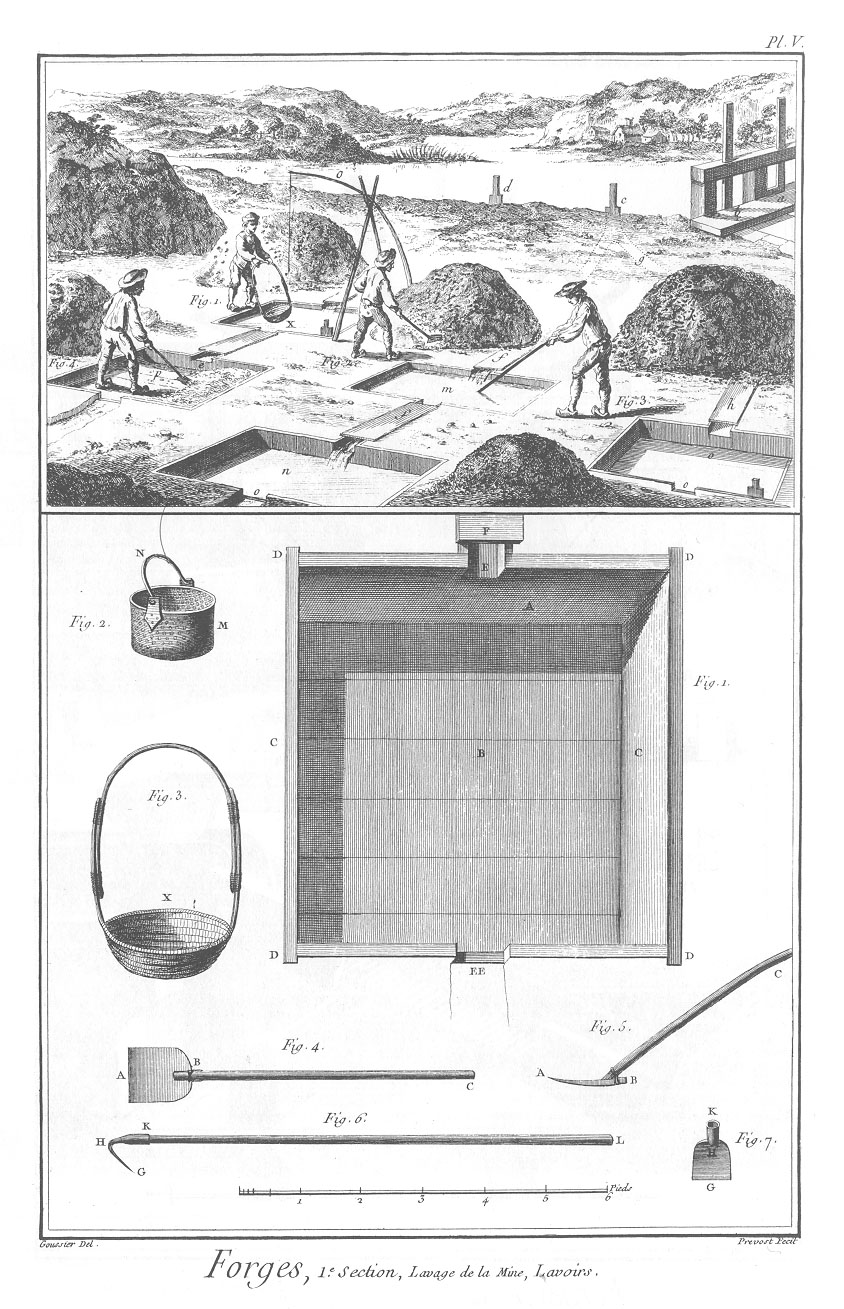 Pl. V.
o
d
c
b
a
g
Fig. 1.
X
Fig. 2.
Fig. 4.
p
e
f
m
Fig. 3.
h
n
o
o
o
N
M
Fig. 2.
D
F
E
D
A
Fig. 1.
C
B
C
Fig. 3.
X
D
EE
D
Fig. 5.
C
A
B
Fig. 4.
A
B
C
Fig. 6.
H
K
L
G
K
Fig. 7.
G
1 2 3 4 5 6 Pieds
Goussier Del.
Prevost Fecit
Forges, 1.e Section, Lavage de la Mine, Lavoirs.